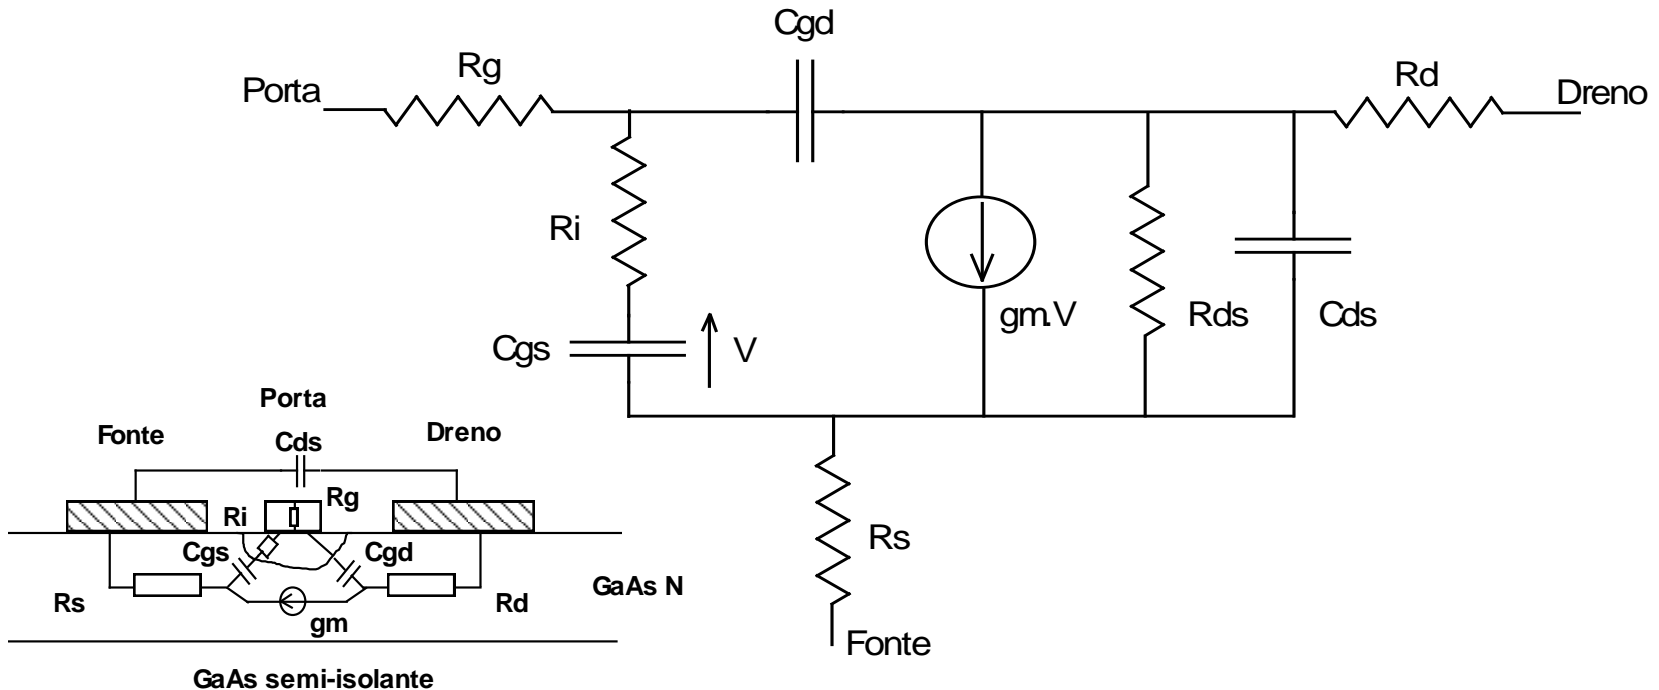 Cgd
Rg
Rd
Porta
Dreno
Ri
gm.V
Rds
Cds
Cgs
V
Rs
Fonte
Porta
Fonte
Dreno
Cds
Rg
Ri
Cgs
Cgd
GaAs N
Rs
Rd
gm
GaAs semi-isolante